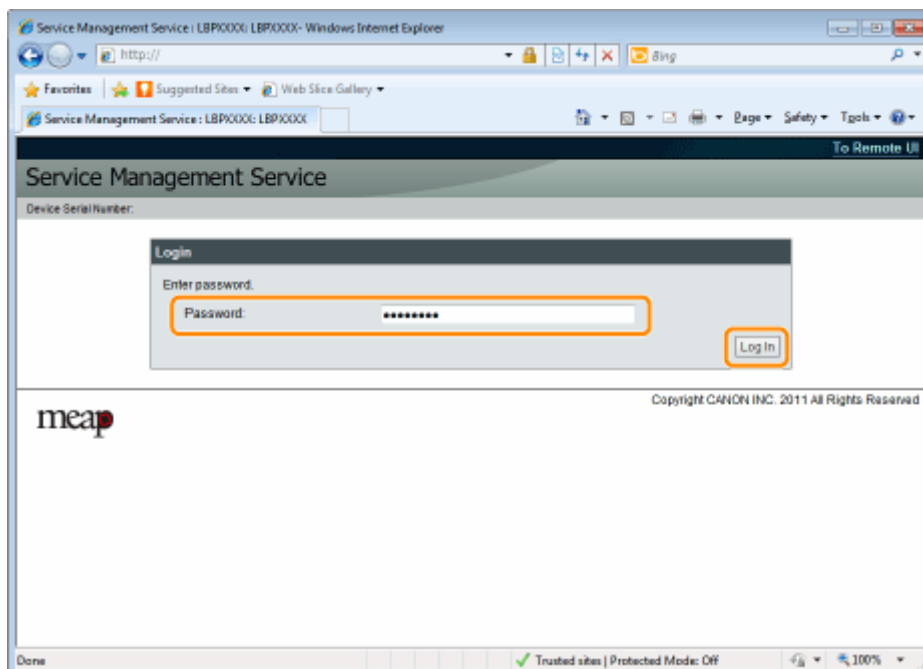 Service Management Service : LBPXXXX: LBPXXXX- Windows Internet Explorer
http://
Bing
Favorites Suggested Sites Web Slice Gallery
Service Management Service : LBPXXXX: LBPXXXX Page Safety Tools
To Remote UI
Service Management Service
Device Serial Number:
Login
Enter password.
Password: ••••••••
Log In
Copyright CANON INC. 2011 All Rights Reserved
meap
Done Trusted sites | Protected Mode: Off 100%